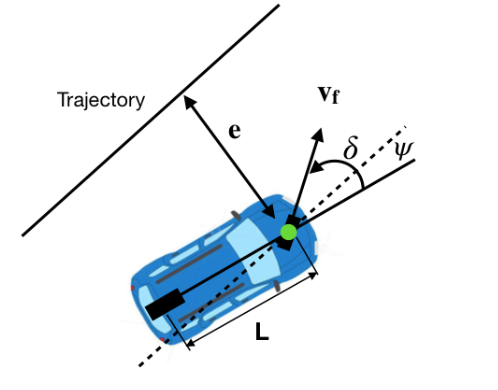 Trajectory
e
v_f
δ
ψ
L